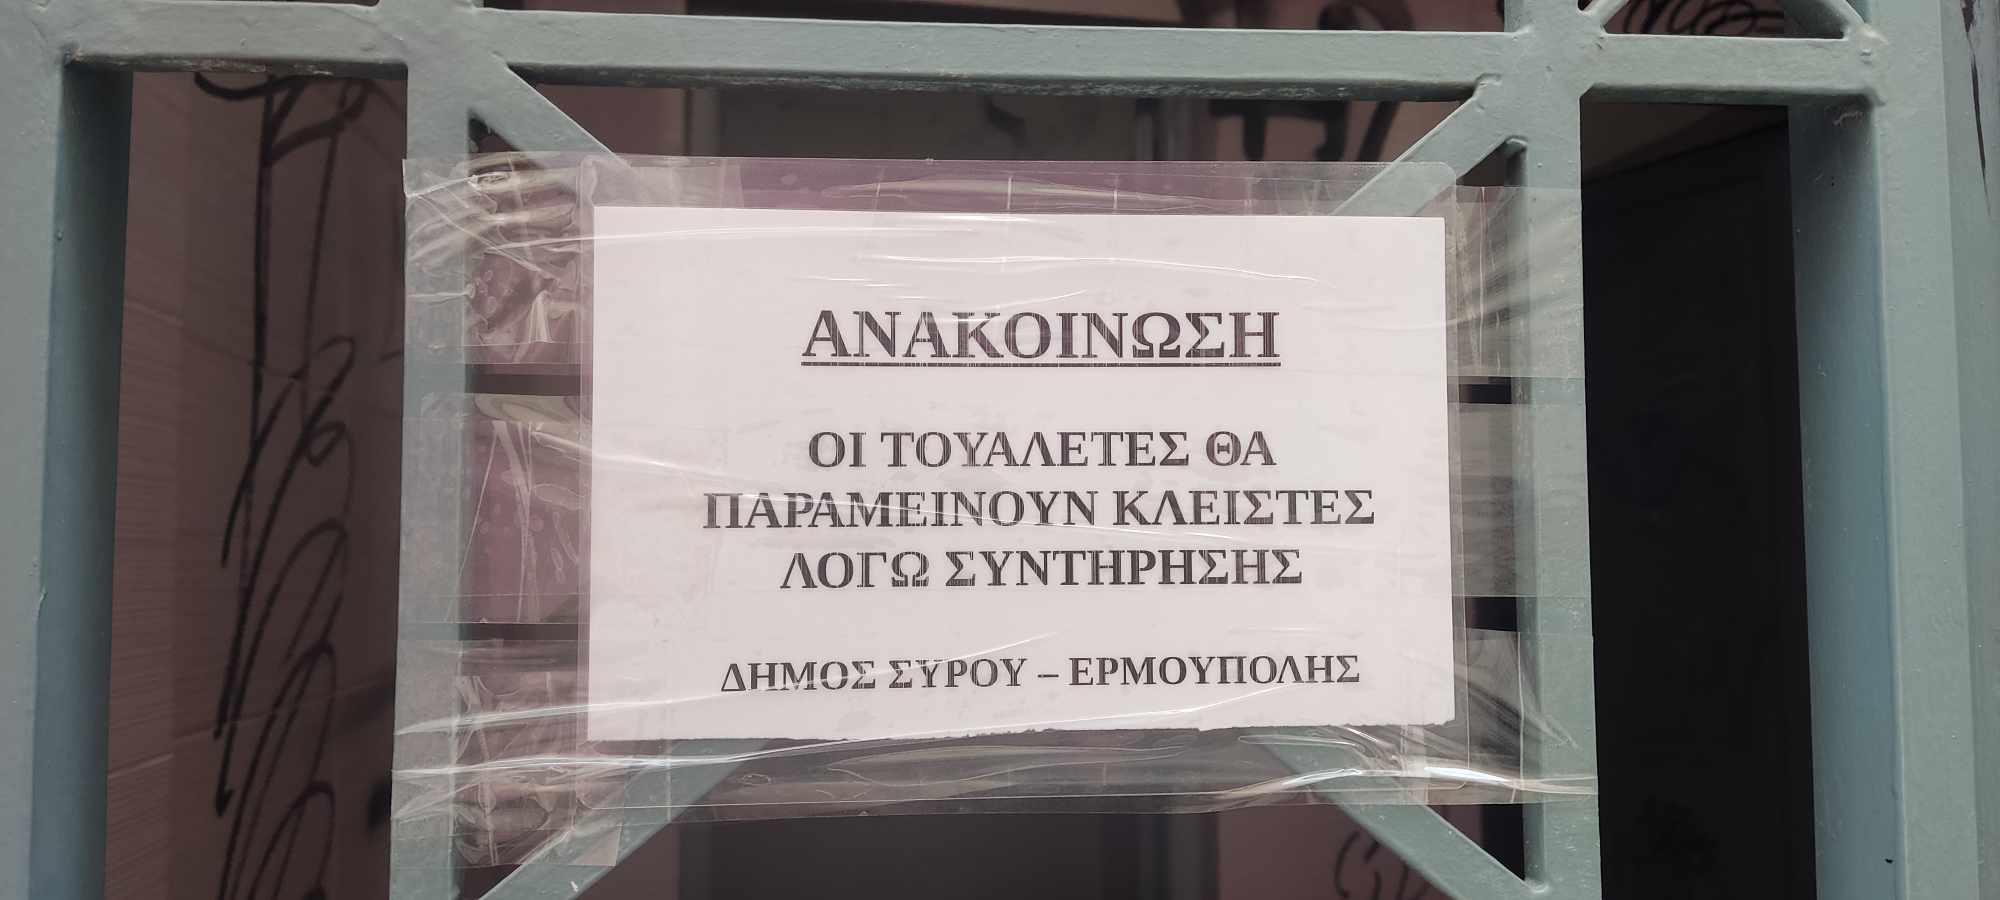 ΑΝΑΚΟΙΝΩΣΗ
ΟΙ ΤΟΥΑΛΕΤΕΣ ΘΑ
ΠΑΡΑΜΕΙΝΟΥΝ ΚΛΕΙΣΤΕΣ
ΛΟΓΩ ΣΥΝΤΗΡΗΣΗΣ
ΔΗΜΟΣ ΣΥΡΟΥ – ΕΡΜΟΥΠΟΛΗΣ